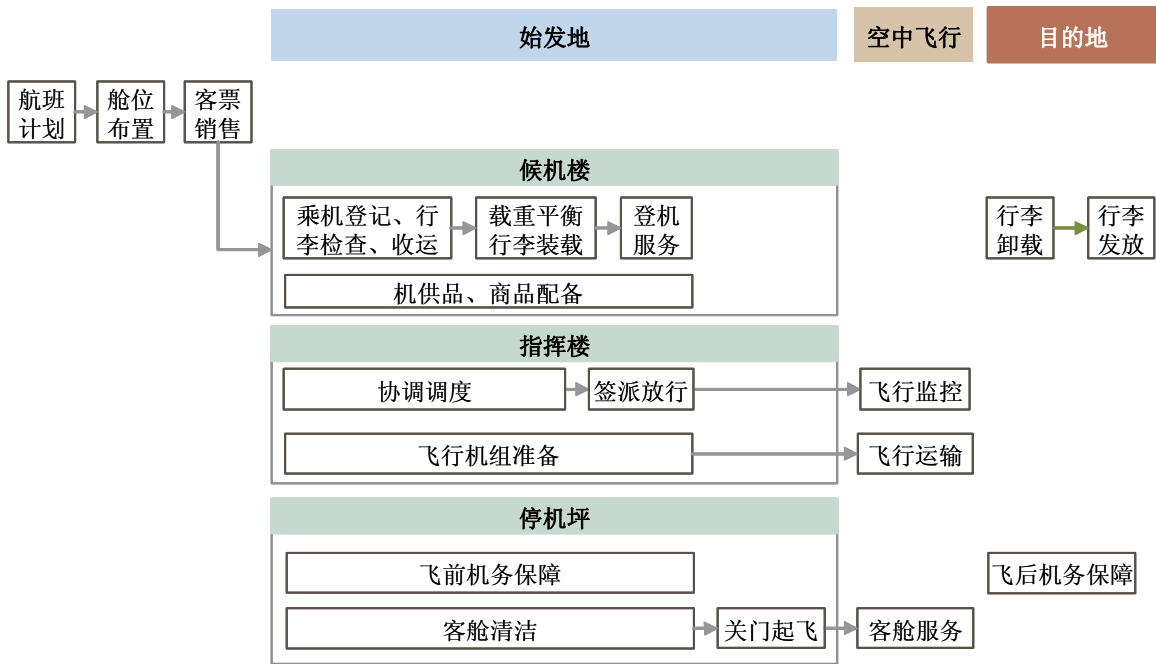 始发地
空中飞行
目的地
航班
计划
舱位
布置
客票
销售
候机楼
乘机登记、行
李检查、收运
载重平衡
行李装载
登机
服务
行李
卸载
行李
发放
机供品、商品配备
指挥楼
协调调度
签派放行
飞行监控
飞行机组准备
飞行运输
停机坪
飞前机务保障
飞后机务保障
客舱清洁
关门起飞
客舱服务